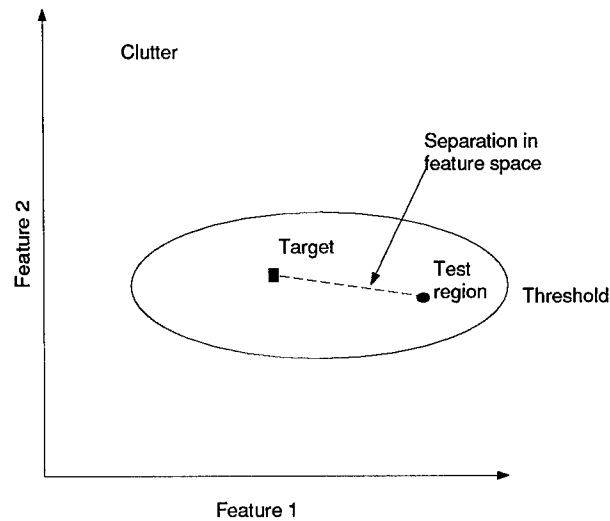 Clutter
Separation in
feature space
Feature 2
Target
Test
region
Threshold
Feature 1